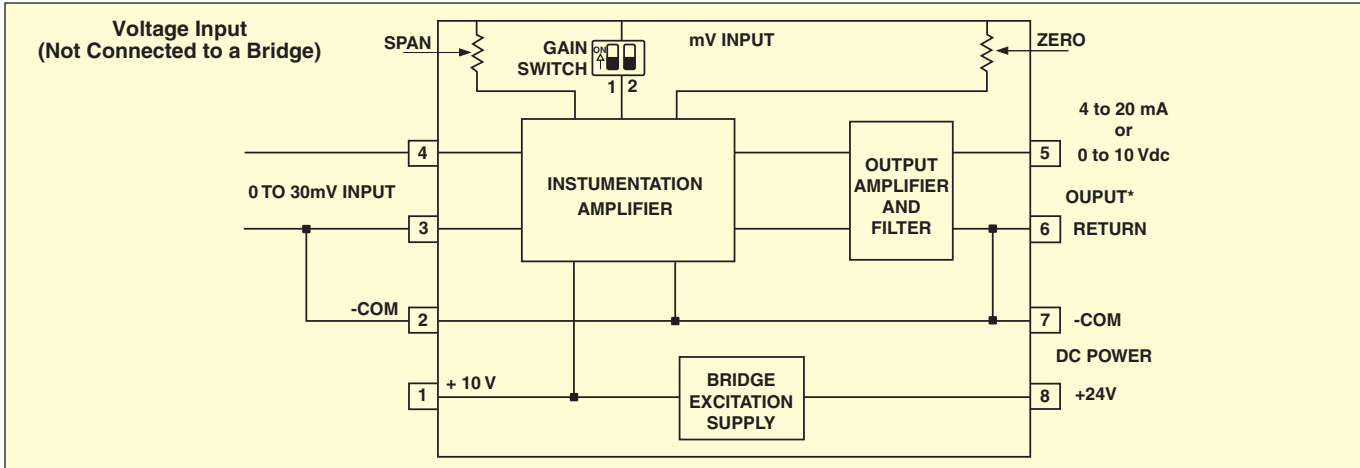 Voltage Input
(Not Connected to a Bridge)
SPAN
GAIN
SWITCH
ON
1 2
mV INPUT
ZERO
4 to 20 mA
or
0 to 10 Vdc
4
0 TO 30mV INPUT
3
INSTUMENTATION
AMPLIFIER
OUTPUT
AMPLIFIER
AND
FILTER
5
OUPUT*
6 RETURN
-COM 2
7 -COM
DC POWER
1 + 10 V
BRIDGE
EXCITATION
SUPPLY
8 +24V